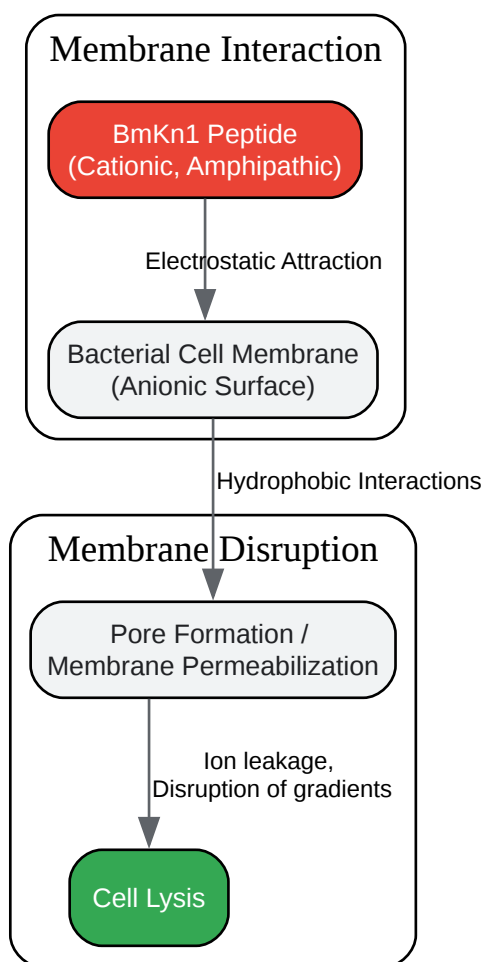 Membrane Interaction
BmKn1 Peptide
(Cationic, Amphipathic)
Electrostatic Attraction
Bacterial Cell Membrane
(Anionic Surface)
Hydrophobic Interactions
Membrane Disruption
Pore Formation /
Membrane Permeabilization
Ion leakage,
Disruption of gradients
Cell Lysis